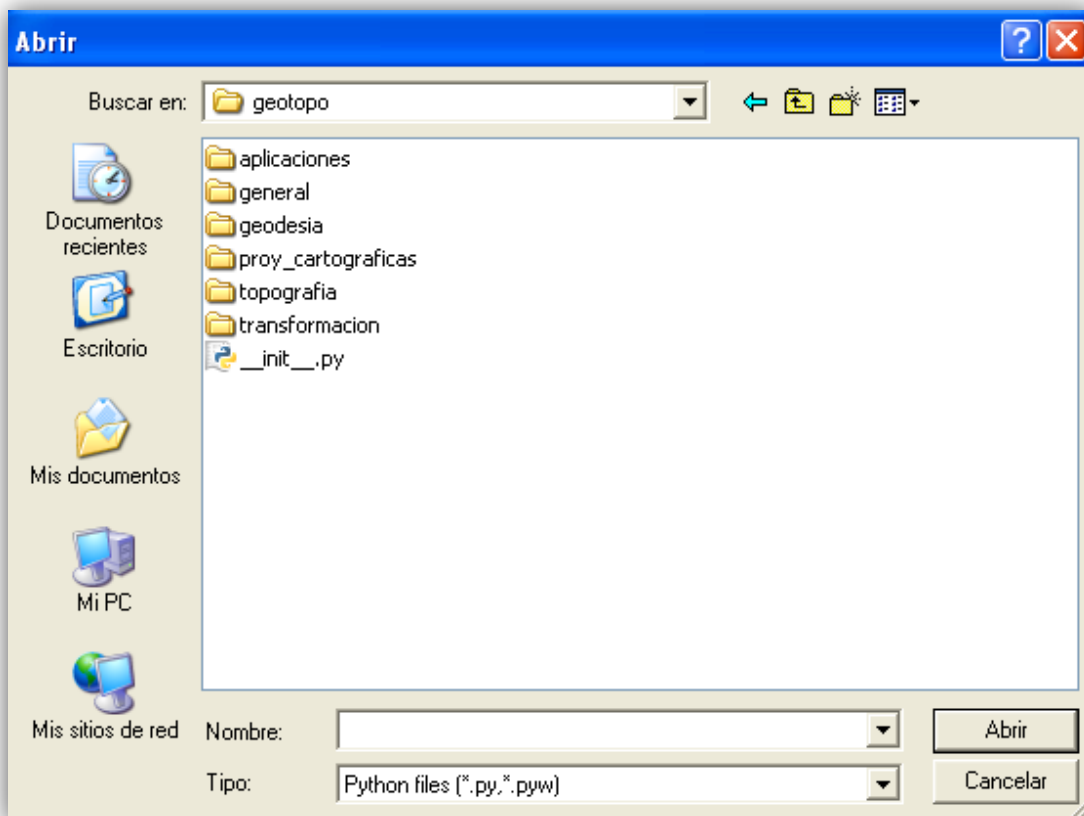 Abrir
Buscar en:
geotopo
Documentos
recientes
Escritorio
Mis documentos
Mi PC
Mis sitios de red
aplicaciones
general
geodesia
proy_cartograficas
topografia
transformacion
__init__.py
Nombre:
Abrir
Tipo:
Python files (*.py,*.pyw)
Cancelar